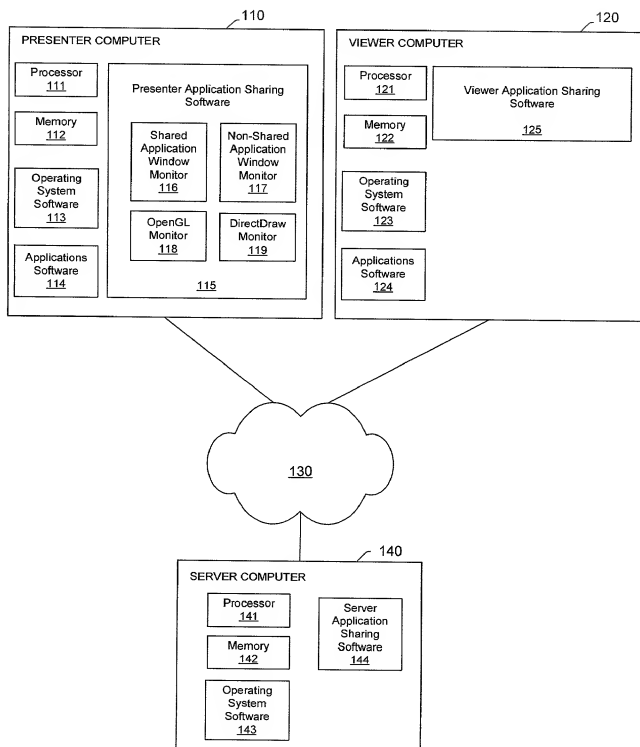 110
PRESENTER COMPUTER
Processor
111
Memory
112
Operating
System
Software
113
Applications
Software
114
Presenter Application Sharing
Software
Shared
Application
Window
Monitor
116
Non-Shared
Application
Window
Monitor
117
OpenGL
Monitor
118
DirectDraw
Monitor
119
115
120
VIEWER COMPUTER
Processor
121
Memory
122
Operating
System
Software
123
Applications
Software
124
Viewer Application Sharing
Software
125
130
140
SERVER COMPUTER
Processor
141
Memory
142
Operating
System
Software
143
Server
Application
Sharing
Software
144